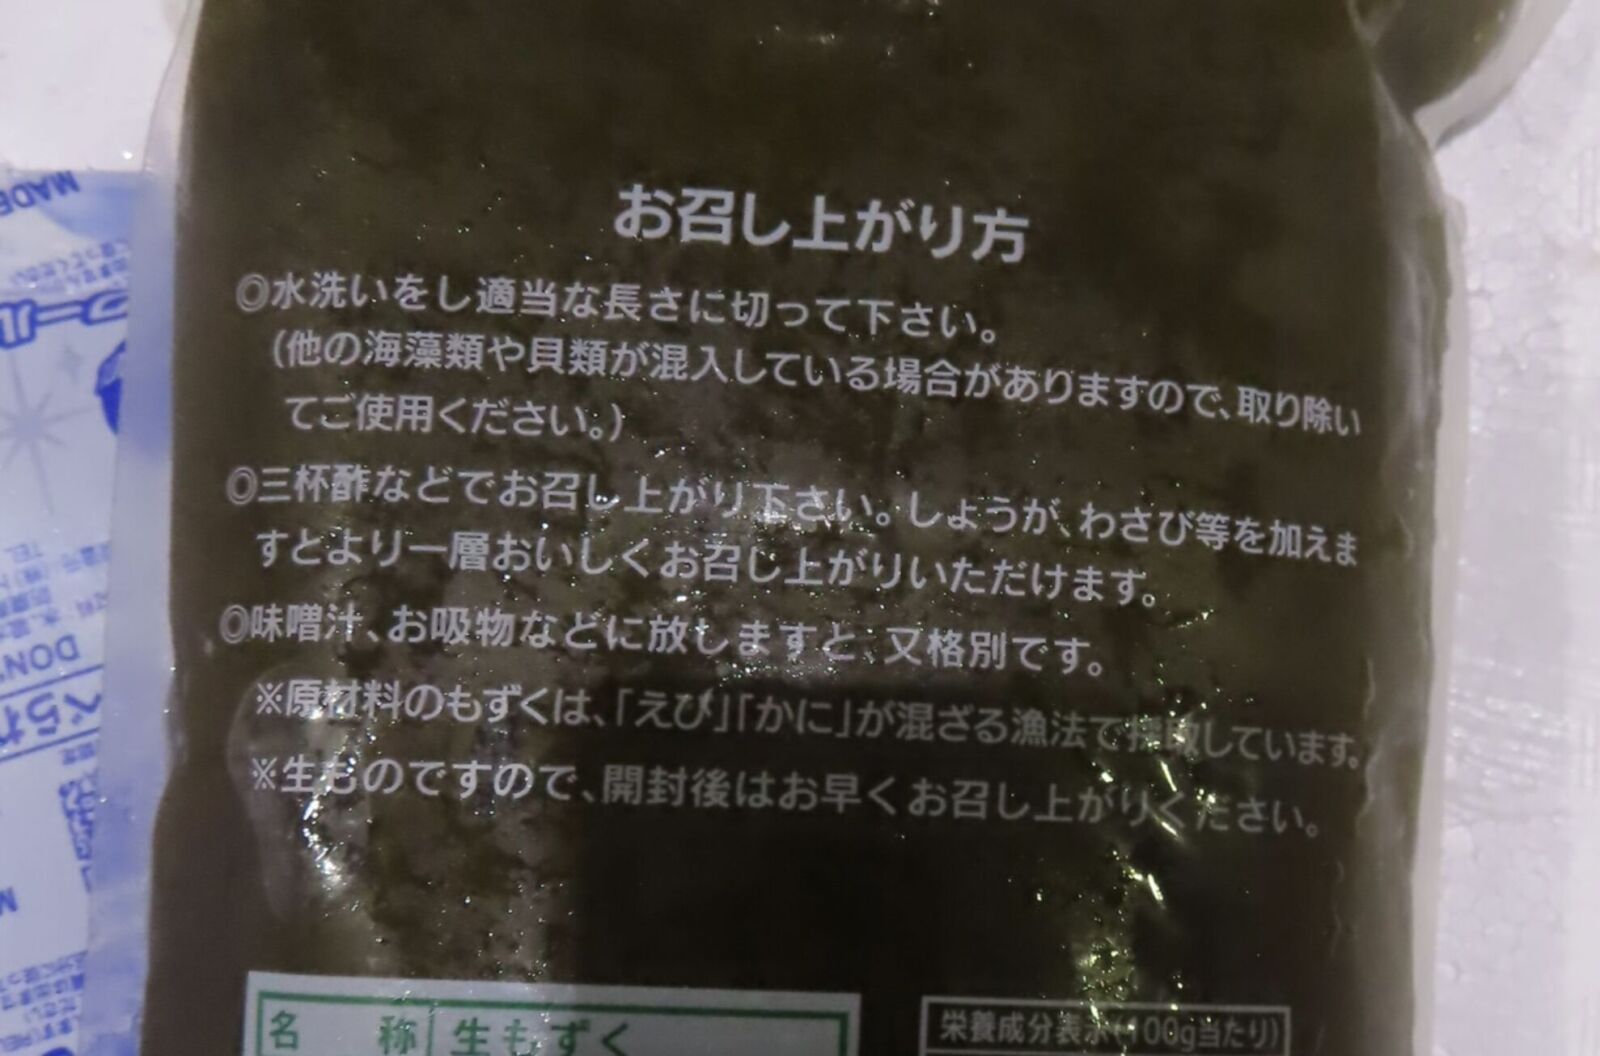 お召し上がり方
◎水洗いをし適当な長さに切って下さい。
(他の海藻類や貝類が混入している場合がありますので、取り除い
てご使用ください。)
◎三杯酢などでお召し上がり下さい。しょうが、わさび等を加えま
すとより一層おいしくお召し上がりいただけます。
◎味噌汁、お吸物などに放しますと、又格別です。
※原材料のもずくは、「えび」「かに」が混ざる漁法で採取しています。
※生ものですので、開封後はお早くお召し上がりください。
名 称 生もずく
栄養成分表示(100g当たり)
MADE
DON'
べられ